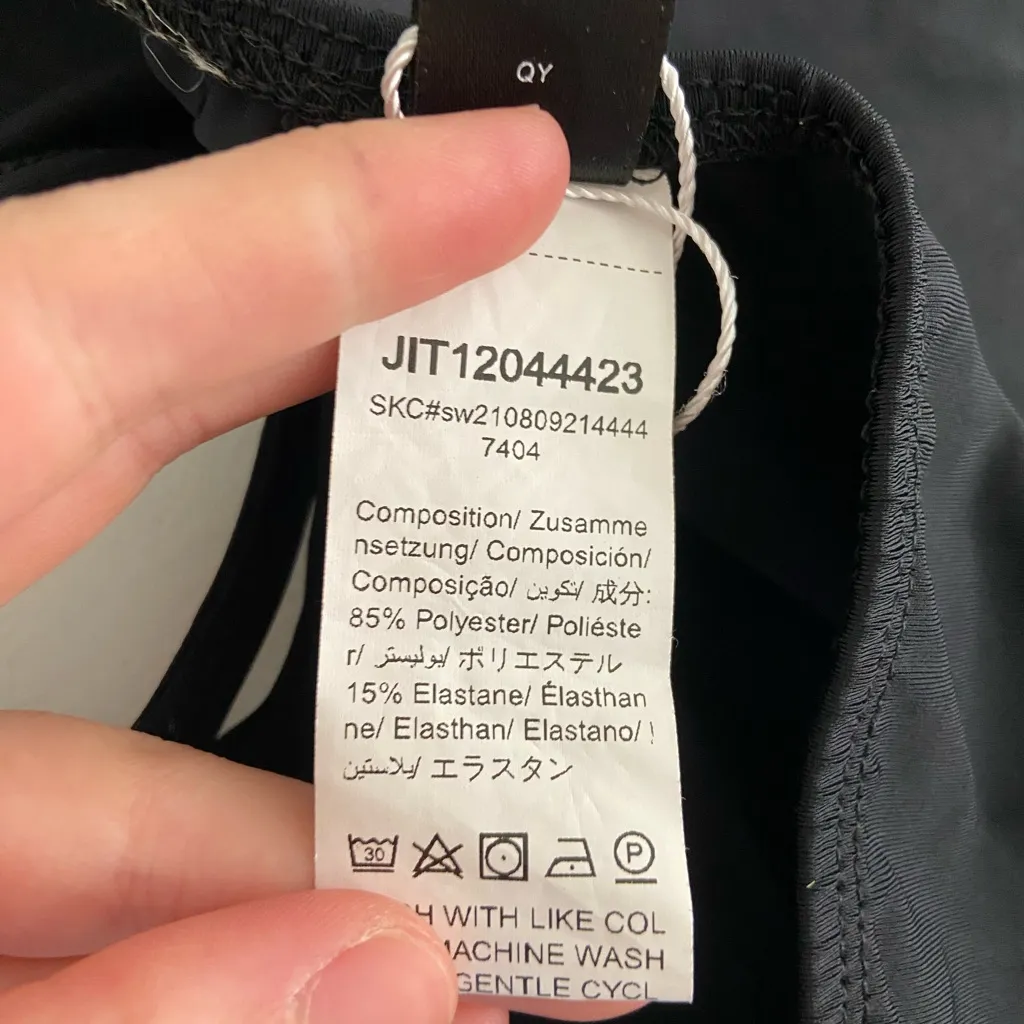 QY
JIT12044423
SKC#sw210809214444
7404
Composition/ Zusamme
nsetzung/ Composición/
Composição/ تكوين/ 成分:
85% Polyester/ Poliéste
r/ بوليستر/ ポリエステル
15% Elastane/ Élasthan
ne/ Elasthan/ Elastano/ !
يلاستين/ エラスタン
30
P
H WITH LIKE COL
MACHINE WASH
GENTLE CYCL